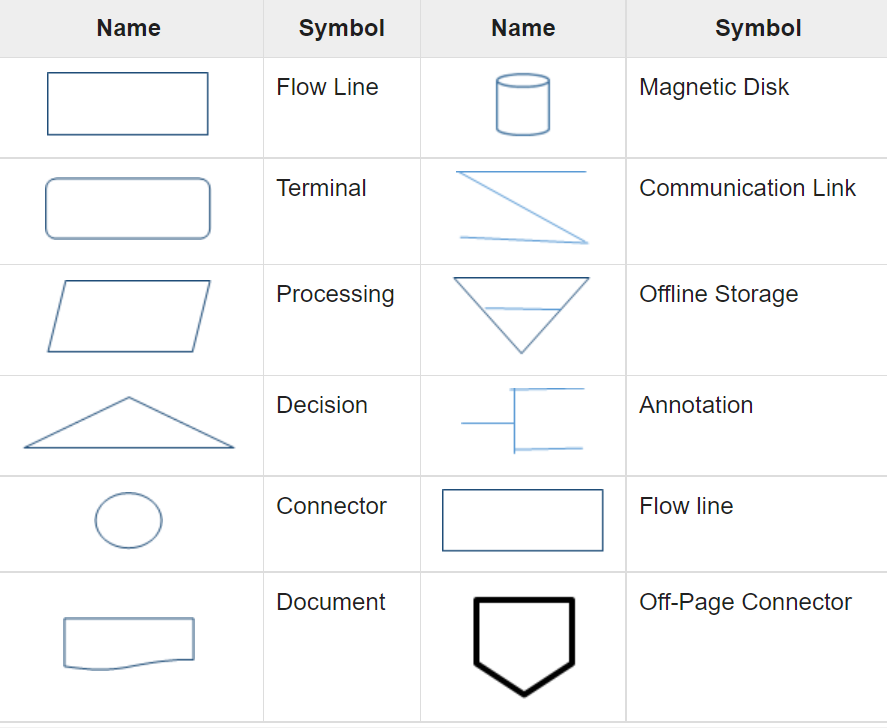 Name Symbol Name Symbol
Flow Line Magnetic Disk
Terminal Communication Link
Processing Offline Storage
Decision Annotation
Connector Flow line
Document Off-Page Connector